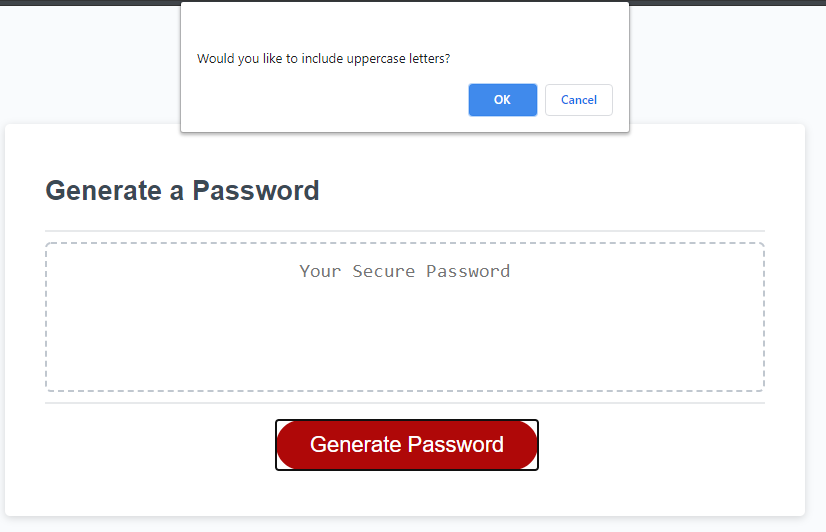 Would you like to include uppercase letters?
OK
Cancel
Generate a Password
Your Secure Password
Generate Password